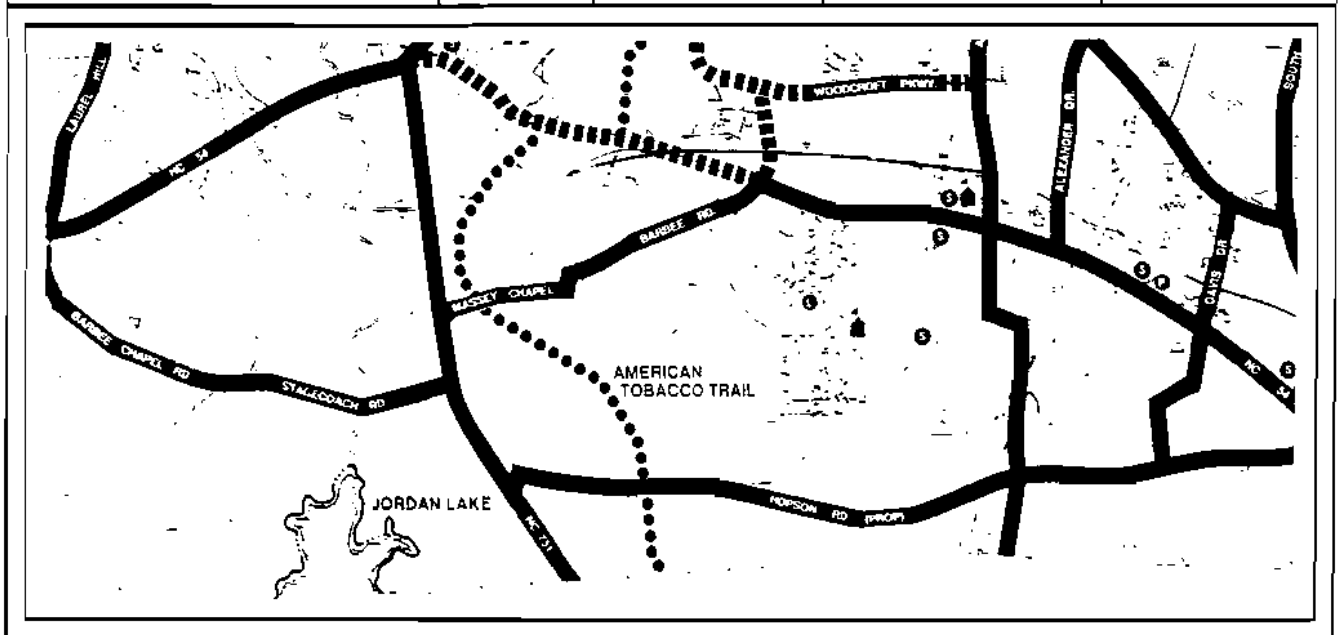 LAUREL HILL
NC 54
WOODCROFT PKWY.
ALEXANDER DR.
SOUTH
BARBEE RD.
MASSEY CHAPEL
DAVIS DR
BARBEE CHAPEL RD
STAGECOACH RD
AMERICAN
TOBACCO TRAIL
NC 54
JORDAN LAKE
HOPSON RD (PROP)
NC 751
S
S
S
L
S
S